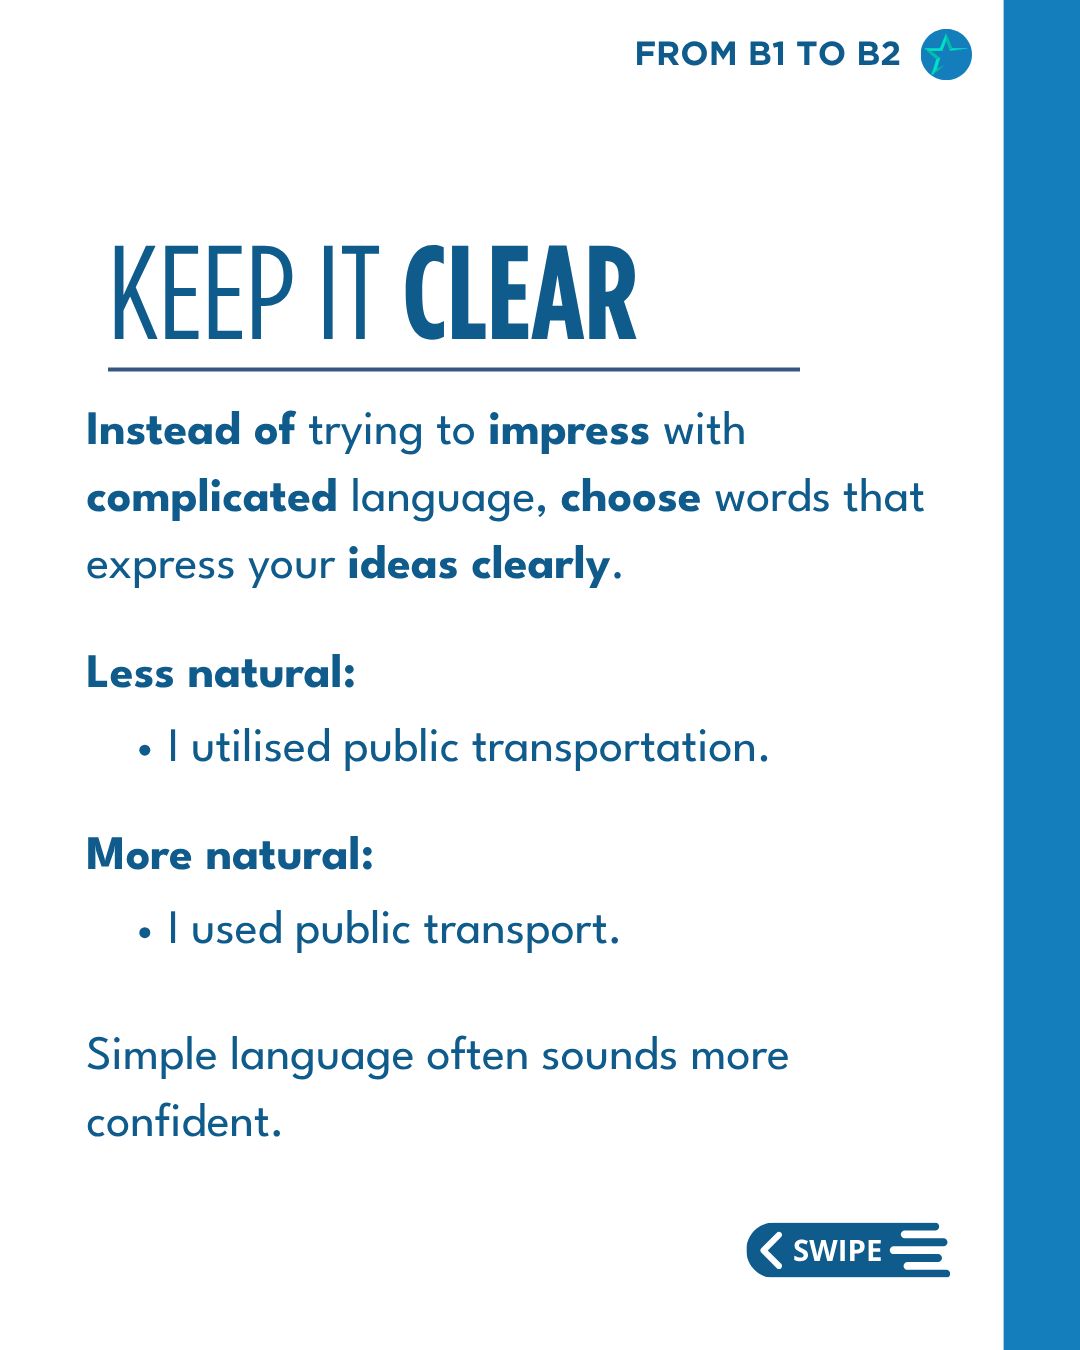 FROM B1 TO B2
KEEP IT CLEAR
Instead of trying to impress with
complicated language, choose words that
express your ideas clearly.
Less natural:
• I utilised public transportation.
More natural:
• I used public transport.
Simple language often sounds more
confident.
SWIPE